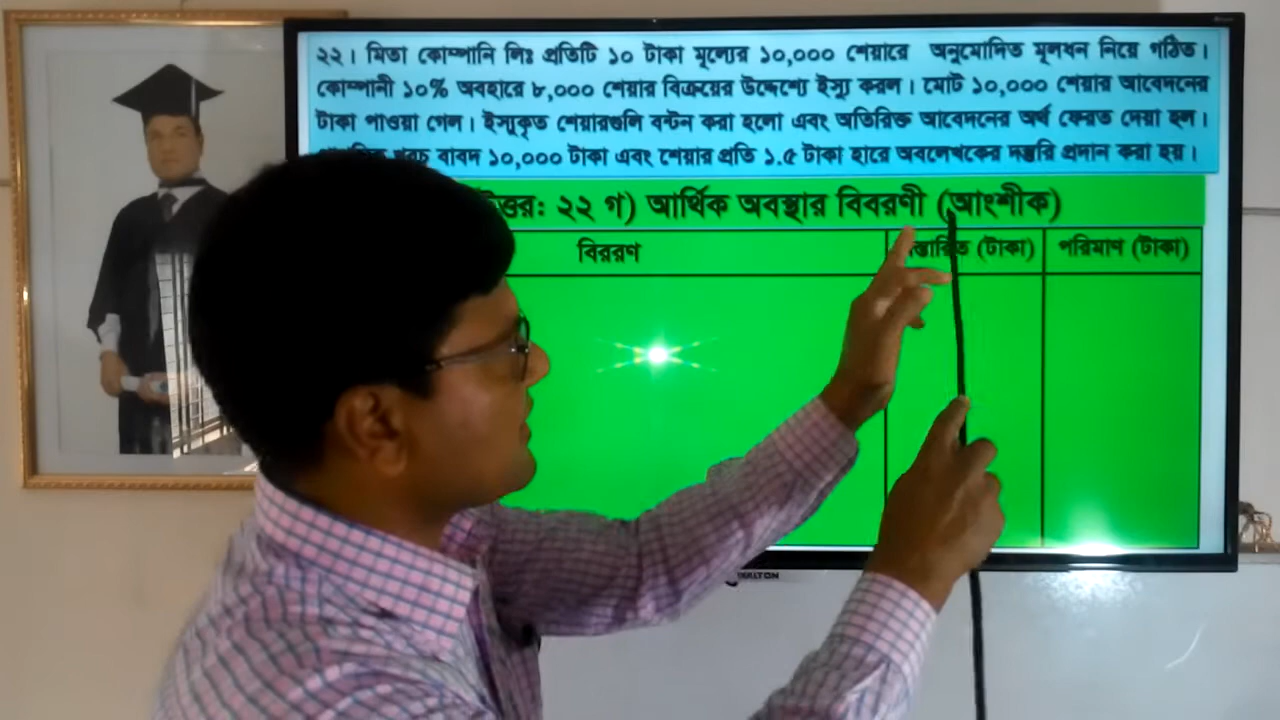 ২২। মিতা কোম্পানি লিঃ প্রতিটি ১০ টাকা মূল্যের ১০,০০০ শেয়ারে অনুমোদিত মূলধন নিয়ে গঠিত।
কোম্পানী ১০% অবহারে ৮,০০০ শেয়ার বিক্রয়ের উদ্দেশ্যে ইস্যু করল। মোট ১০,০০০ শেয়ার আবেদনের
টাকা পাওয়া গেল। ইস্যুকৃত শেয়ারগুলি বন্টন করা হলো এবং অতিরিক্ত আবেদনের অর্থ ফেরত দেয়া হল।
খরচ বাবদ ১০,০০০ টাকা এবং শেয়ার প্রতি ১.৫ টাকা হারে অবলেখকের দস্তুরি প্রদান করা হয়।
২২ গ) আর্থিক অবস্থার বিবরণী (আংশীক)
বিররণ (টাকা) পরিমাণ (টাকা)
WALTON